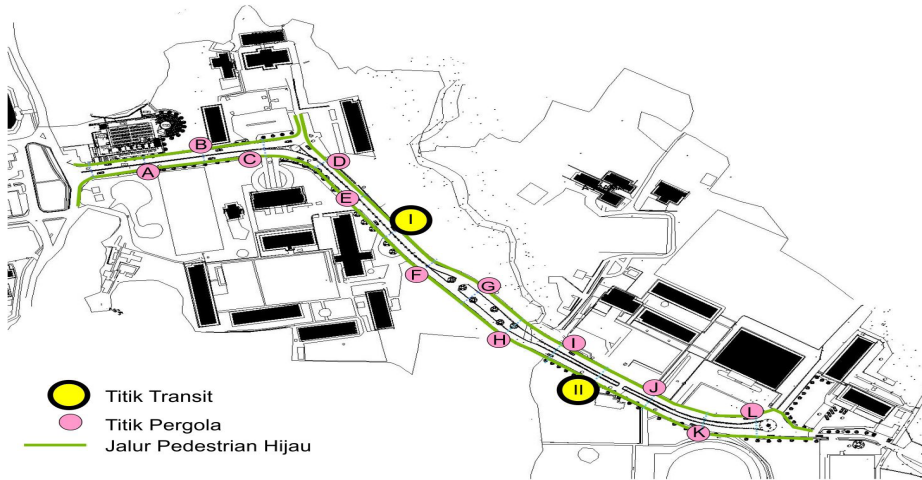 B
A
C
D
E
I
F
G
H
I
II
J
K
L
Titik Transit
Titik Pergola
Jalur Pedestrian Hijau